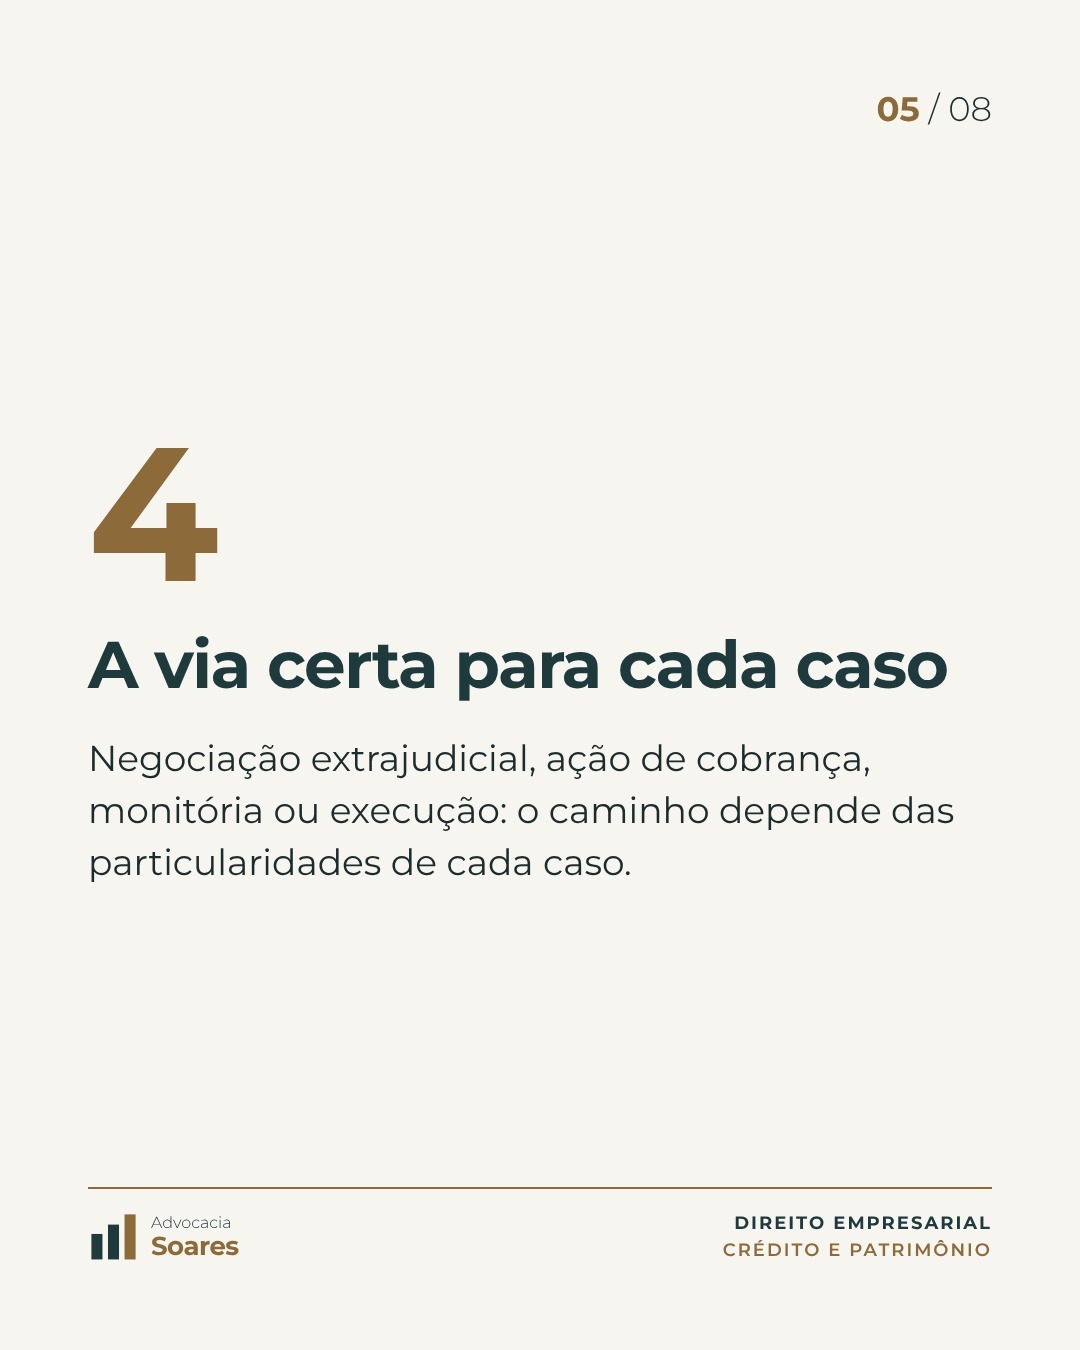 05 / 08
4
A via certa para cada caso
Negociação extrajudicial, ação de cobrança,
monitória ou execução: o caminho depende das
particularidades de cada caso.
Advocacia
Soares
DIREITO EMPRESARIAL
CRÉDITO E PATRIMÔNIO